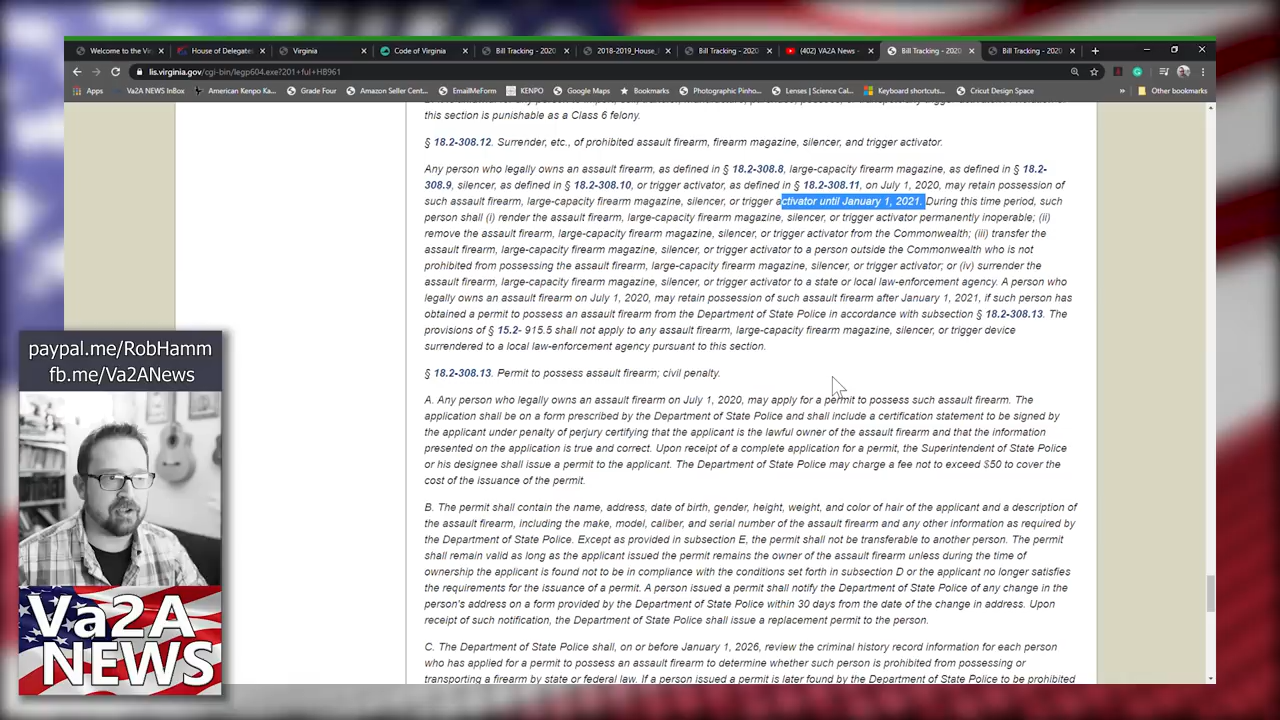 Welcome to the Vi
House of Delegate
Virginia
Code of Virginia
Bill Tracking - 2020
2018-2019_House_
Bill Tracking - 2020
(402) VA2A News -
Bill Tracking - 2020
Bill Tracking - 2020
lis.virginia.gov/cgi-bin/legp604.exe?201+ful+HB961
Apps
Va2A NEWS Inbox
American Kenpo Ka...
Grade Four
Amazon Seller Cent...
EmailMeForm
KENPO
Google Maps
Bookmarks
Photographic Pinho...
Lenses | Science Cal...
Keyboard shortcuts...
Cricut Design Space
Other bookmarks
this section is punishable as a Class 6 felony.
§ 18.2-308.12. Surrender, etc., of prohibited assault firearm, firearm magazine, silencer, and trigger activator.
Any person who legally owns an assault firearm, as defined in § 18.2-308.8, large-capacity firearm magazine, as defined in § 18.2-
308.9, silencer, as defined in § 18.2-308.10, or trigger activator, as defined in § 18.2-308.11, on July 1, 2020, may retain possession of
such assault firearm, large-capacity firearm magazine, silencer, or trigger activator until January 1, 2021. During this time period, such
person shall (i) render the assault firearm, large-capacity firearm magazine, silencer, or trigger activator permanently inoperable; (ii)
remove the assault firearm, large-capacity firearm magazine, silencer, or trigger activator from the Commonwealth; (iii) transfer the
assault firearm, large-capacity firearm magazine, silencer, or trigger activator to a person outside the Commonwealth who is not
prohibited from possessing the assault firearm, large-capacity firearm magazine, silencer, or trigger activator; or (iv) surrender the
assault firearm, large-capacity firearm magazine, silencer, or trigger activator to a state or local law-enforcement agency. A person who
legally owns an assault firearm on July 1, 2020, may retain possession of such assault firearm after January 1, 2021, if such person has
obtained a permit to possess an assault firearm from the Department of State Police in accordance with subsection § 18.2-308.13. The
provisions of § 15.2- 915.5 shall not apply to any assault firearm, large-capacity firearm magazine, silencer, or trigger device
surrendered to a local law-enforcement agency pursuant to this section.
§ 18.2-308.13. Permit to possess assault firearm; civil penalty.
A. Any person who legally owns an assault firearm on July 1, 2020, may apply for a permit to possess such assault firearm. The
application shall be on a form prescribed by the Department of State Police and shall include a certification statement to be signed by
the applicant under penalty of perjury certifying that the applicant is the lawful owner of the assault firearm and that the information
presented on the application is true and correct. Upon receipt of a complete application for a permit, the Superintendent of State Police
or his designee shall issue a permit to the applicant. The Department of State Police may charge a fee not to exceed $50 to cover the
cost of the issuance of the permit.
B. The permit shall contain the name, address, date of birth, gender, height, weight, and color of hair of the applicant and a description of
the assault firearm, including the make, model, caliber, and serial number of the assault firearm and any other information as required by
the Department of State Police. Except as provided in subsection E, the permit shall not be transferable to another person. The permit
shall remain valid as long as the applicant issued the permit remains the owner of the assault firearm unless during the time of
ownership the applicant is found not to be in compliance with the conditions set forth in subsection D or the applicant no longer satisfies
the requirements for the issuance of a permit. A person issued a permit shall notify the Department of State Police of any change in the
person's address on a form provided by the Department of State Police within 30 days from the date of the change in address. Upon
receipt of such notification, the Department of State Police shall issue a replacement permit to the person.
C. The Department of State Police shall, on or before January 1, 2026, review the criminal history record information for each person
who has applied for a permit to possess an assault firearm to determine whether such person is prohibited from possessing or
transporting a firearm by state or federal law. If a person issued a permit is later found by the Department of State Police to be prohibited
paypal.me/RobHamm
fb.me/Va2ANews
Va2A
NEWS